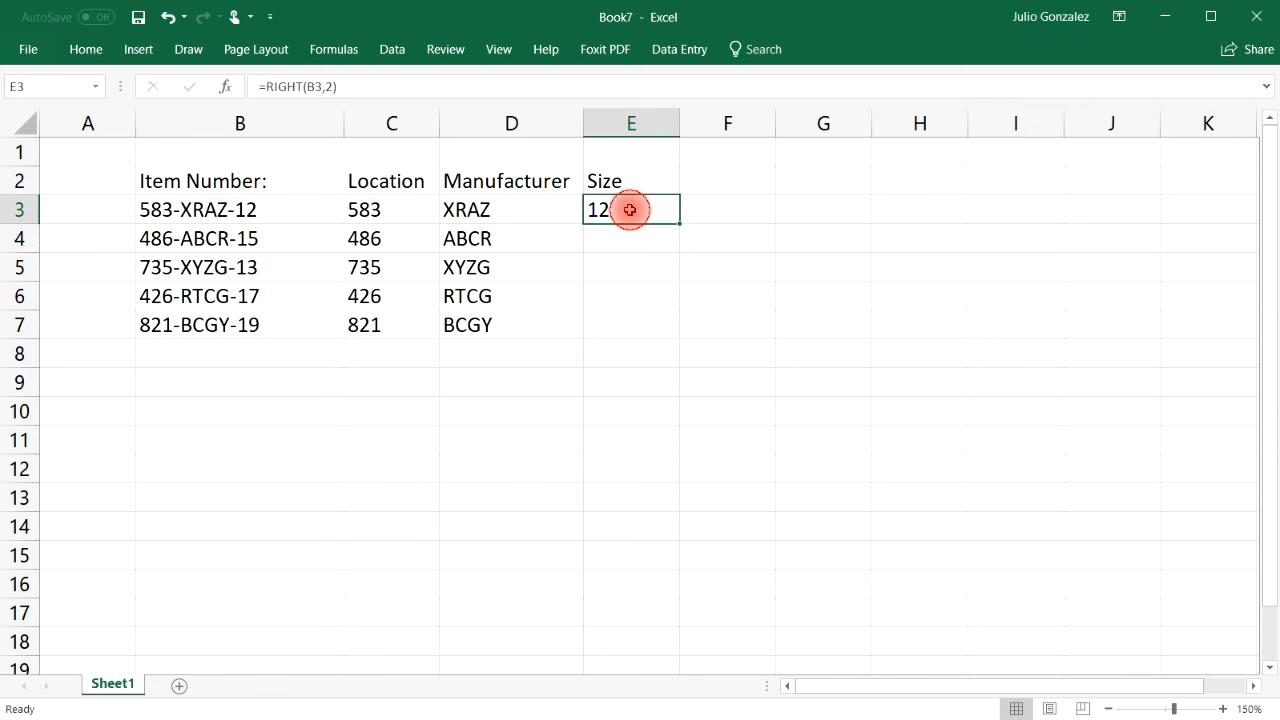 AutoSave Off Book7 - Excel Julio Gonzalez
File Home Insert Draw Page Layout Formulas Data Review View Help Foxit PDF Data Entry Search Share
E3 fx =RIGHT(B3,2)
A B C D E F G H I J K
1
2 Item Number: Location Manufacturer Size
3 583-XRAZ-12 583 XRAZ 12
4 486-ABCR-15 486 ABCR
5 735-XYZG-13 735 XYZG
6 426-RTCG-17 426 RTCG
7 821-BCGY-19 821 BCGY
8
9
10
11
12
13
14
15
16
17
18
19
Sheet1
Ready 150%